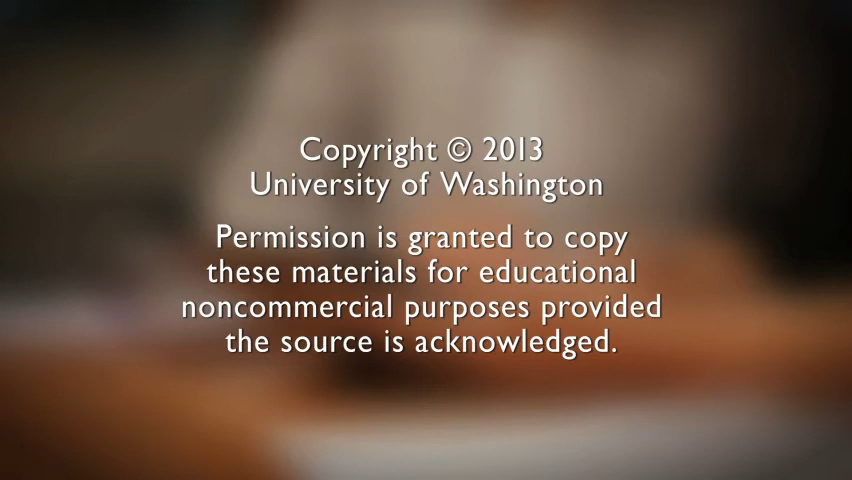 Copyright © 2013
University of Washington
Permission is granted to copy
these materials for educational
noncommercial purposes provided
the source is acknowledged.